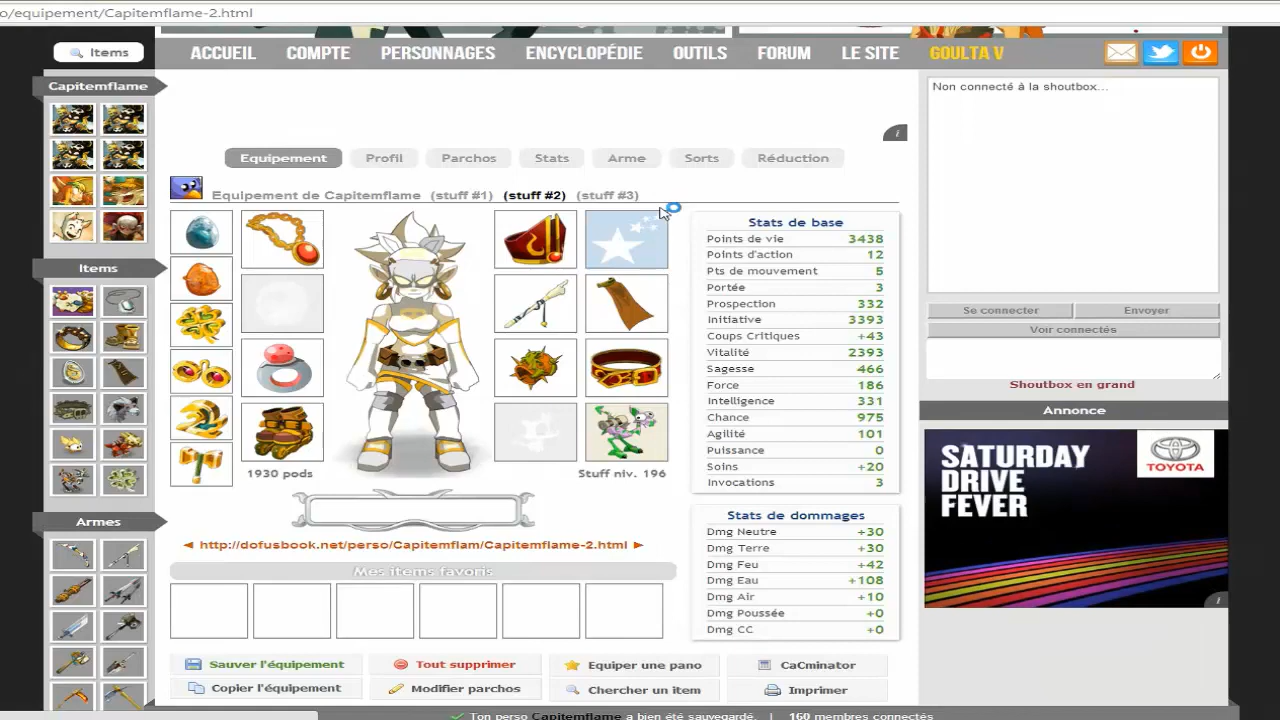 o/equipement/Capitemflame-2.html
Items
ACCUEIL COMPTE PERSONNAGES ENCYCLOPÉDIE OUTILS FORUM LE SITE GOULTA V
Capitemflame
Non connecté à la shoutbox...
i
Equipement Profil Parchos Stats Arme Sorts Réduction
Equipement de Capitemflame (stuff #1) (stuff #2) (stuff #3)
Stats de base
Points de vie 3438
Points d'action 12
Pts de mouvement 5
Portée 3
Prospection 332
Initiative 3393
Coups Critiques +43
Vitalité 2393
Sagesse 466
Force 186
Intelligence 331
Chance 975
Agilité 101
Puissance 0
Soins +20
Invocations 3
Items
Se connecter Envoyer
Voir connectés
Shoutbox en grand
Annonce
1930 pods
Stuff niv. 196
Armes
Stats de dommages
Dmg Neutre +30
Dmg Terre +30
Dmg Feu +42
Dmg Eau +108
Dmg Air +10
Dmg Poussée +0
Dmg CC +0
http://dofusbook.net/perso/Capitemflam/Capitemflame-2.html
Mes items favoris
SATURDAY
DRIVE
FEVER
TOYOTA
i
Sauver l'équipement Tout supprimer Equiper une pano CaCminator
Copier l'équipement Modifier parchos Chercher un item Imprimer
Ton perso Capitemflame a bien été sauvegardé. | 160 membres connectés